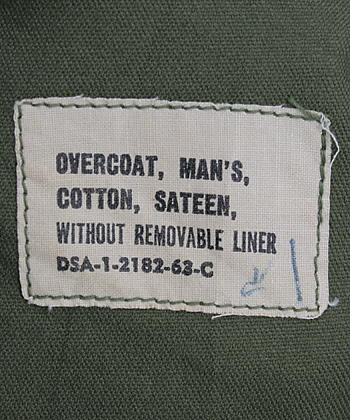 OVERCOAT, MAN'S,
COTTON, SATEEN,
WITHOUT REMOVABLE LINER
DSA-1-2182-63-C